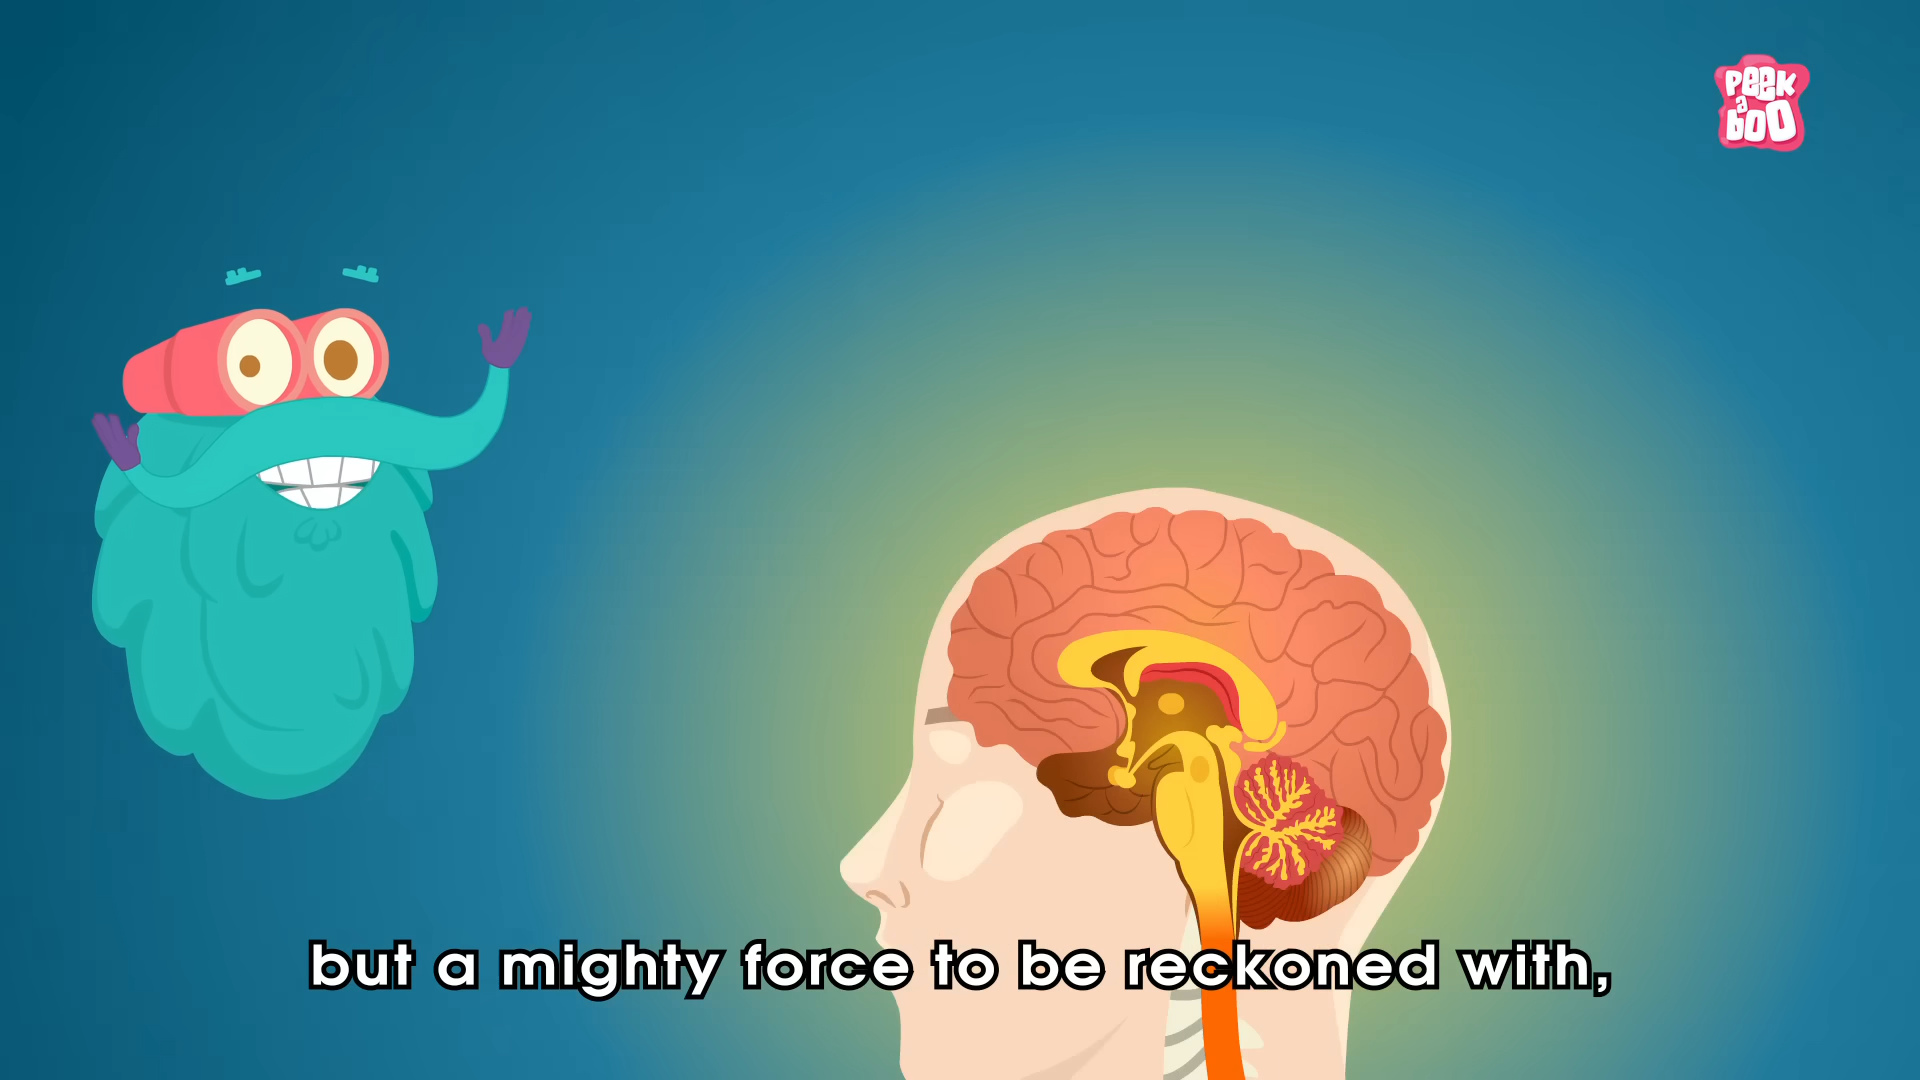 peek
a
boo
but a mighty force to be reckoned with,